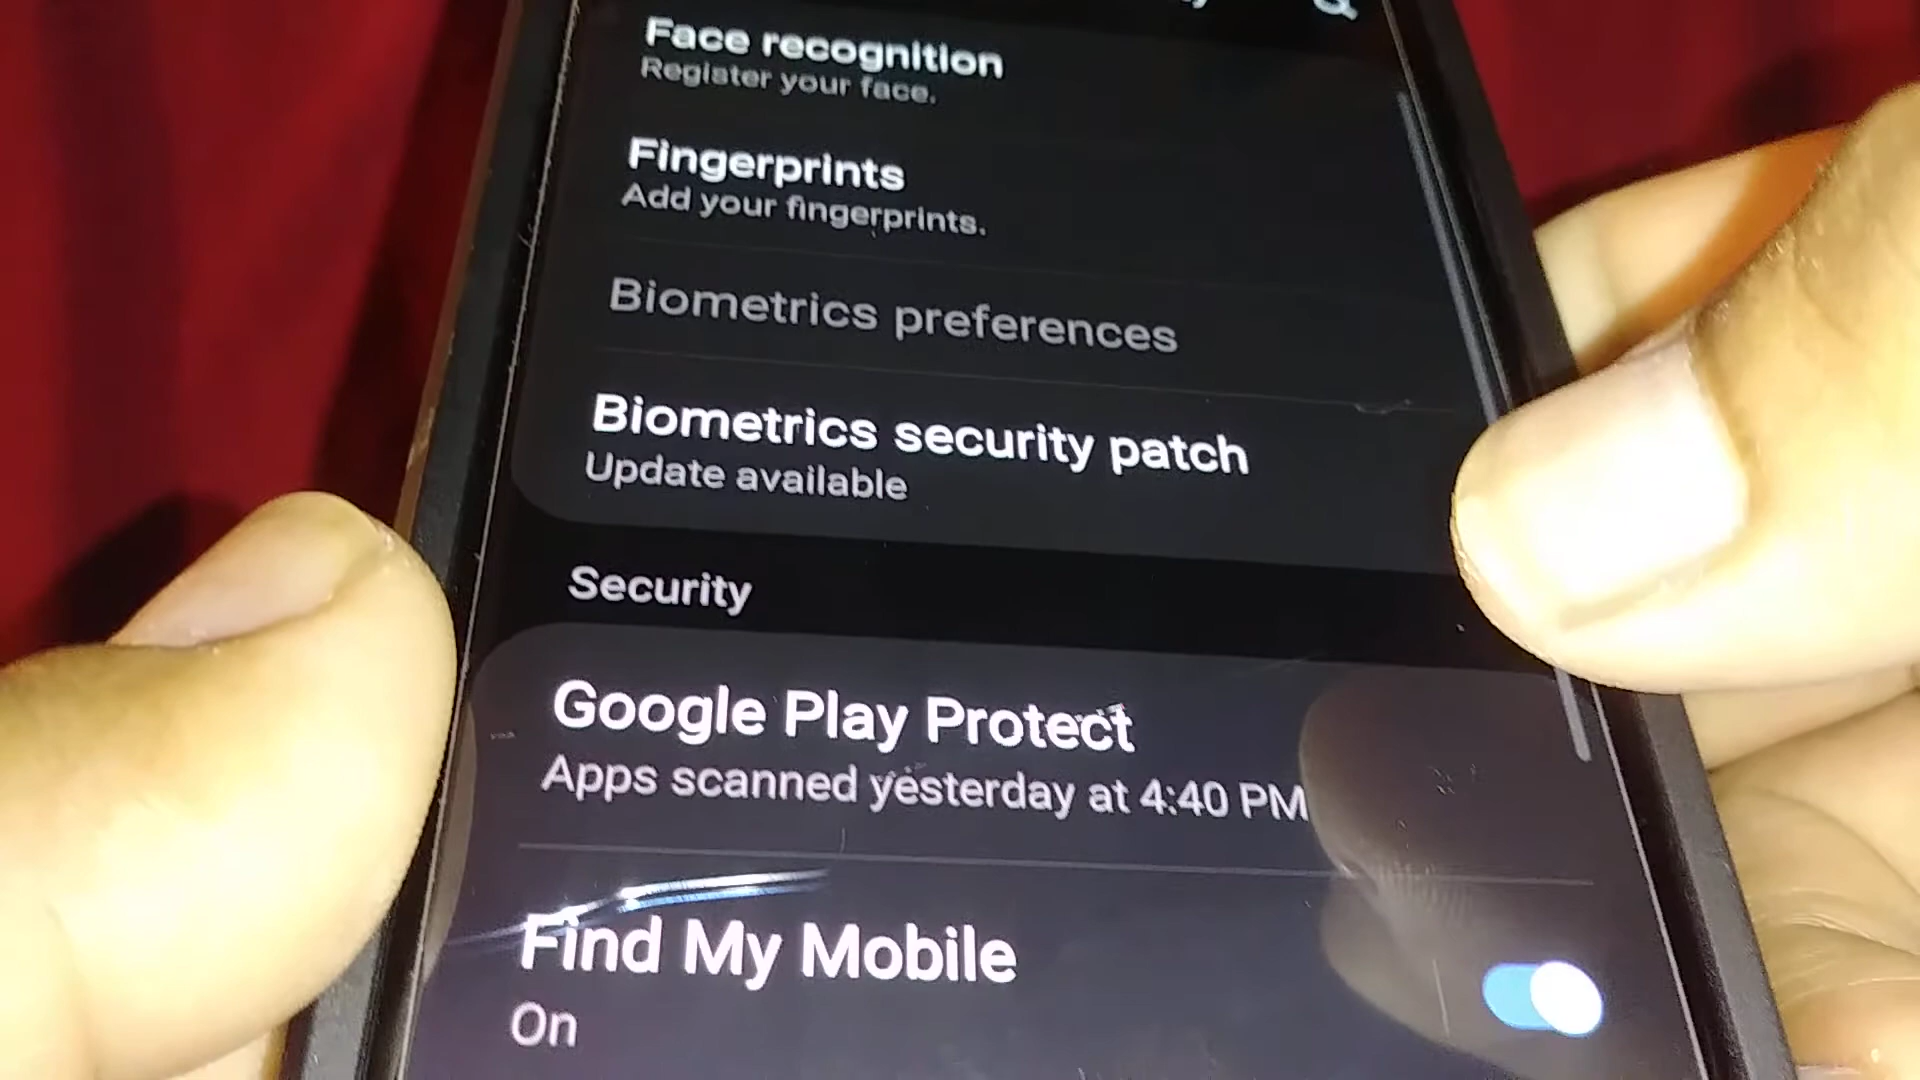 Face recognition
Register your face.
Fingerprints
Add your fingerprints.
Biometrics preferences
Biometrics security patch
Update available
Security
Google Play Protect
Apps scanned yesterday at 4:40 PM
Find My Mobile
On